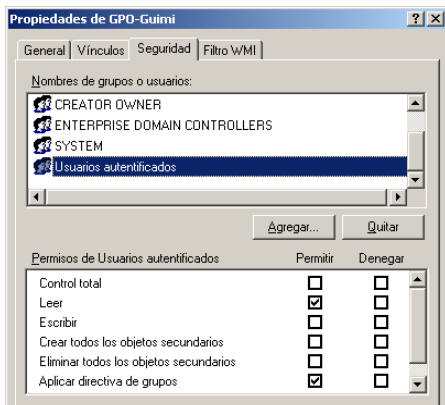 Propiedades de GPO-Guimi
General Vínculos Seguridad Filtro WMI
Nombres de grupos o usuarios:
CREATOR OWNER
ENTERPRISE DOMAIN CONTROLLERS
SYSTEM
Usuarios autentificados
Agregar... Quitar
Permisos de Usuarios autentificados Permitir Denegar
Control total
Leer
Escribir
Crear todos los objetos secundarios
Eliminar todos los objetos secundarios
Aplicar directiva de grupos